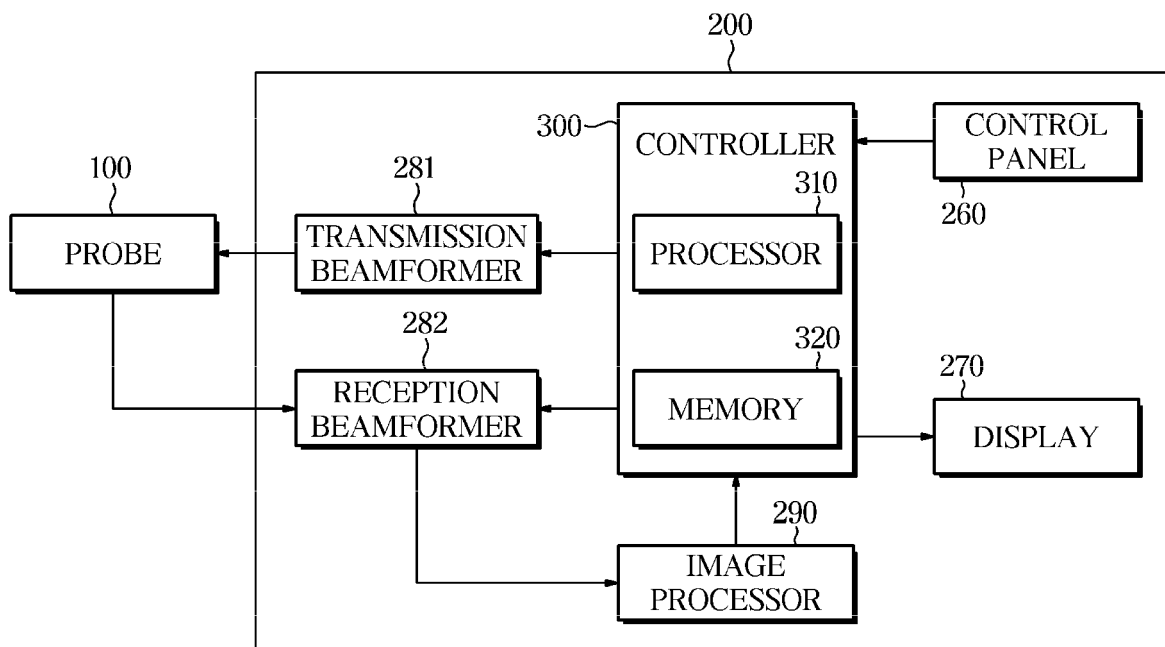 200
300
CONTROLLER
CONTROL
PANEL
260
100
PROBE
281
TRANSMISSION
BEAMFORMER
310
PROCESSOR
282
RECEPTION
BEAMFORMER
320
MEMORY
270
DISPLAY
290
IMAGE
PROCESSOR